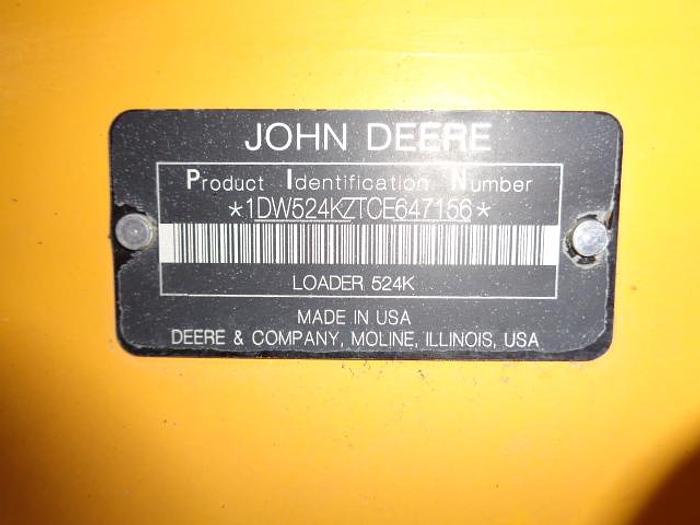 JOHN DEERE
Product Identification Number
*1DW524KZTCE647156*
LOADER 524K
MADE IN USA
DEERE & COMPANY, MOLINE, ILLINOIS, USA